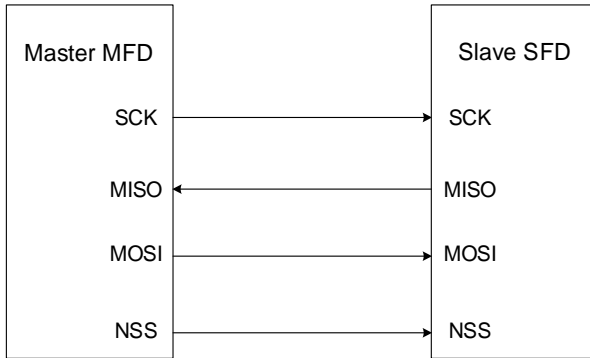 Master MFD
Slave SFD
SCK
SCK
MISO
MISO
MOSI
MOSI
NSS
NSS